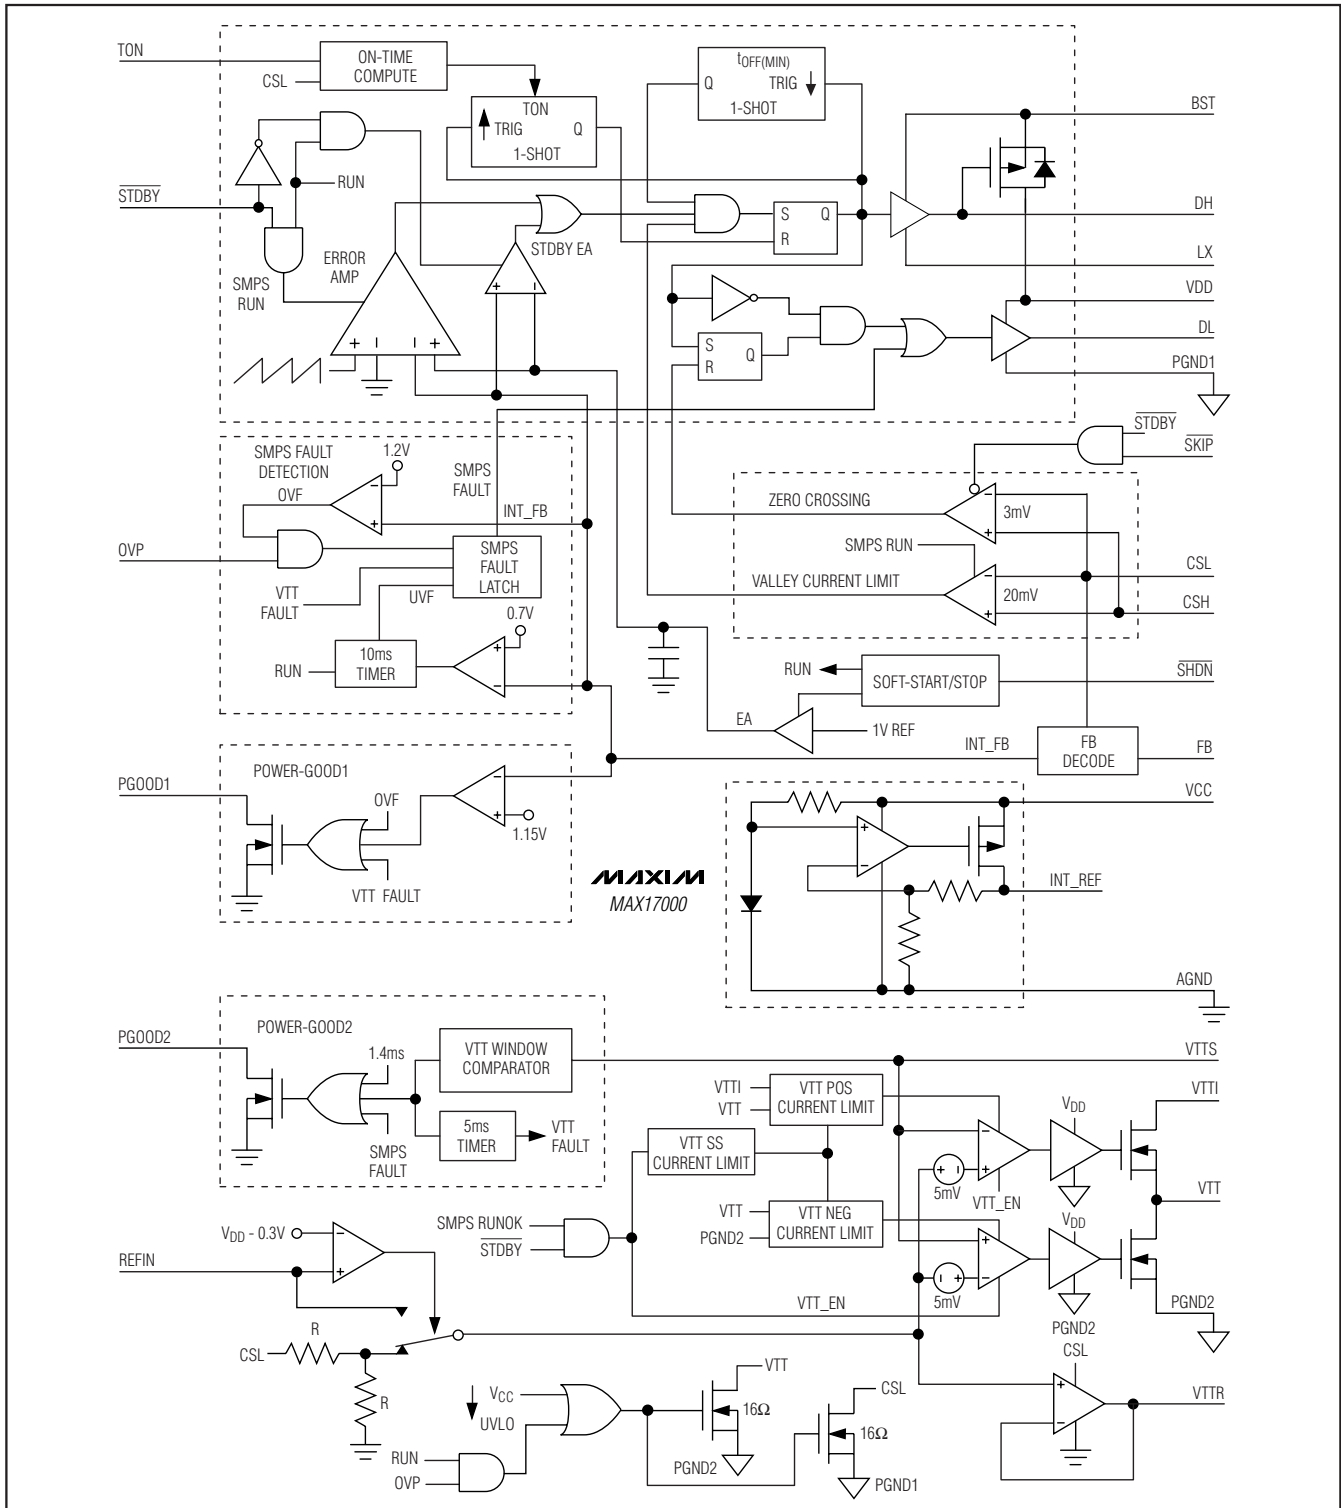 TON
ON-TIME
COMPUTE
CSL
TON
TRIG
Q
1-SHOT
tOFF(MIN)
Q
TRIG
1-SHOT
BST
RUN
STDBY
SMPS
RUN
ERROR
AMP
STDBY EA
S
Q
R
DH
LX
VDD
S
Q
R
DL
PGND1
+
-
-
+
+
-
SMPS FAULT
DETECTION
1.2V
OVF
-
+
SMPS
FAULT
INT_FB
OVP
SMPS
FAULT
LATCH
VTT
FAULT
UVF
0.7V
RUN
10ms
TIMER
+
-
STDBY
SKIP
ZERO CROSSING
-
+
3mV
SMPS RUN
VALLEY CURRENT LIMIT
-
+
20mV
CSL
CSH
RUN
SOFT-START/STOP
SHDN
EA
1V REF
INT_FB
FB
DECODE
FB
PGOOD1
POWER-GOOD1
OVF
-
+
1.15V
VTT FAULT
MAXIM
MAX17000
VCC
+
-
INT_REF
AGND
PGOOD2
POWER-GOOD2
1.4ms
VTT WINDOW
COMPARATOR
5ms
TIMER
VTT
FAULT
SMPS
FAULT
VTTS
VTTI
VTT
VTT POS
CURRENT LIMIT
VTT SS
CURRENT LIMIT
VTT
PGND2
VTT NEG
CURRENT LIMIT
-
+
+ -
5mV
VTT_EN
VDD
VTTI
VTT
+
-
- +
5mV
VDD
PGND2
PGND2
SMPS RUNOK
STDBY
VTT_EN
VDD - 0.3V
-
+
REFIN
R
CSL
R
VCC
UVLO
RUN
OVP
VTT
16Ω
PGND2
CSL
16Ω
PGND1
CSL
+
-
VTTR